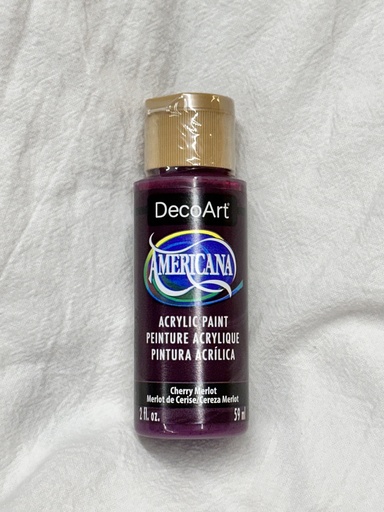 DecoArt®
AMERICANA
ACRYLIC PAINT
PEINTURE ACRYLIQUE
PINTURA ACRÍLICA
Cherry Merlot
Merlot de Cerise/Cereza Merlot
2 fl. oz. 59 ml